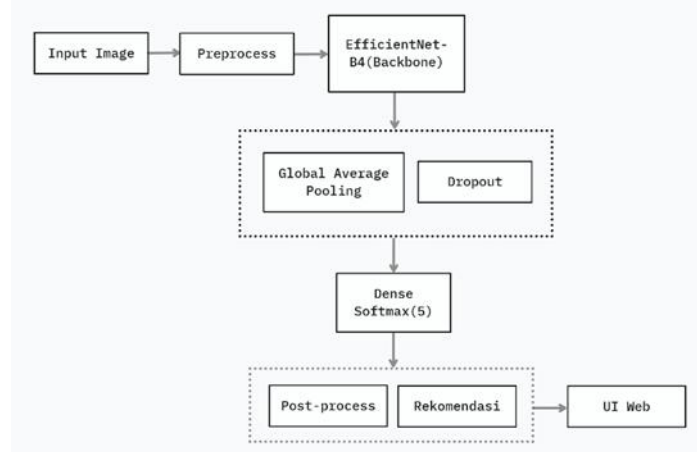 Input Image
Preprocess
EfficientNet-
B4(Backbone)
Global Average
Pooling
Dropout
Dense
Softmax(5)
Post-process
Rekomendasi
UI Web